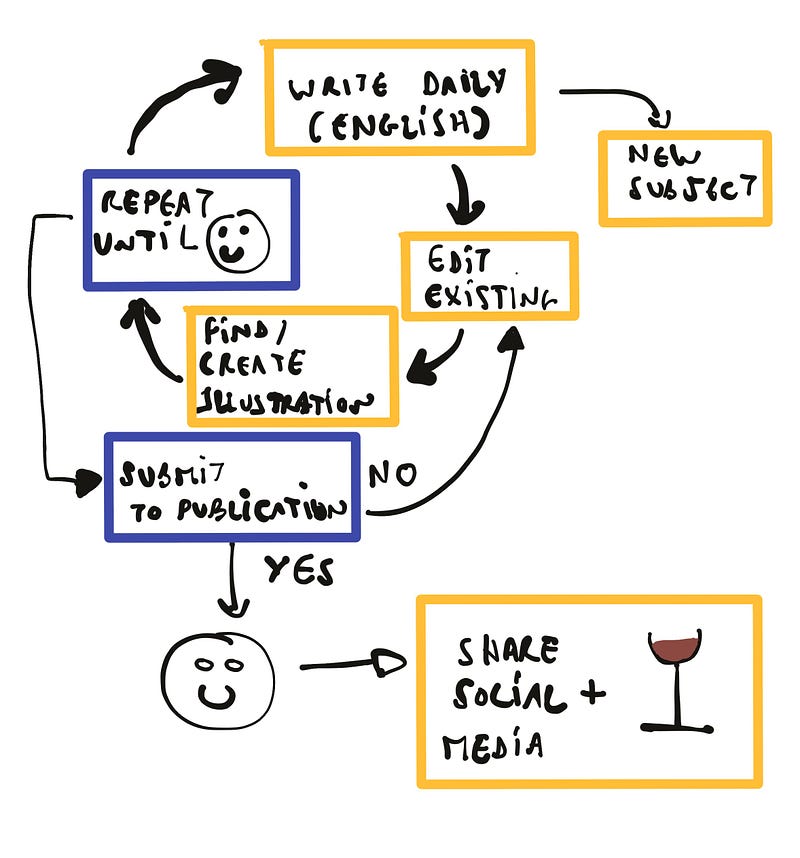 WRITE DAILY
(ENGLISH)
NEW
SUBJECT
REPEAT
UNTIL
EDIT
EXISTING
FIND/
CREATE
ILLUSTRATION
SUBMIT
TO PUBLICATION
NO
YES
SHARE
SOCIAL +
MEDIA